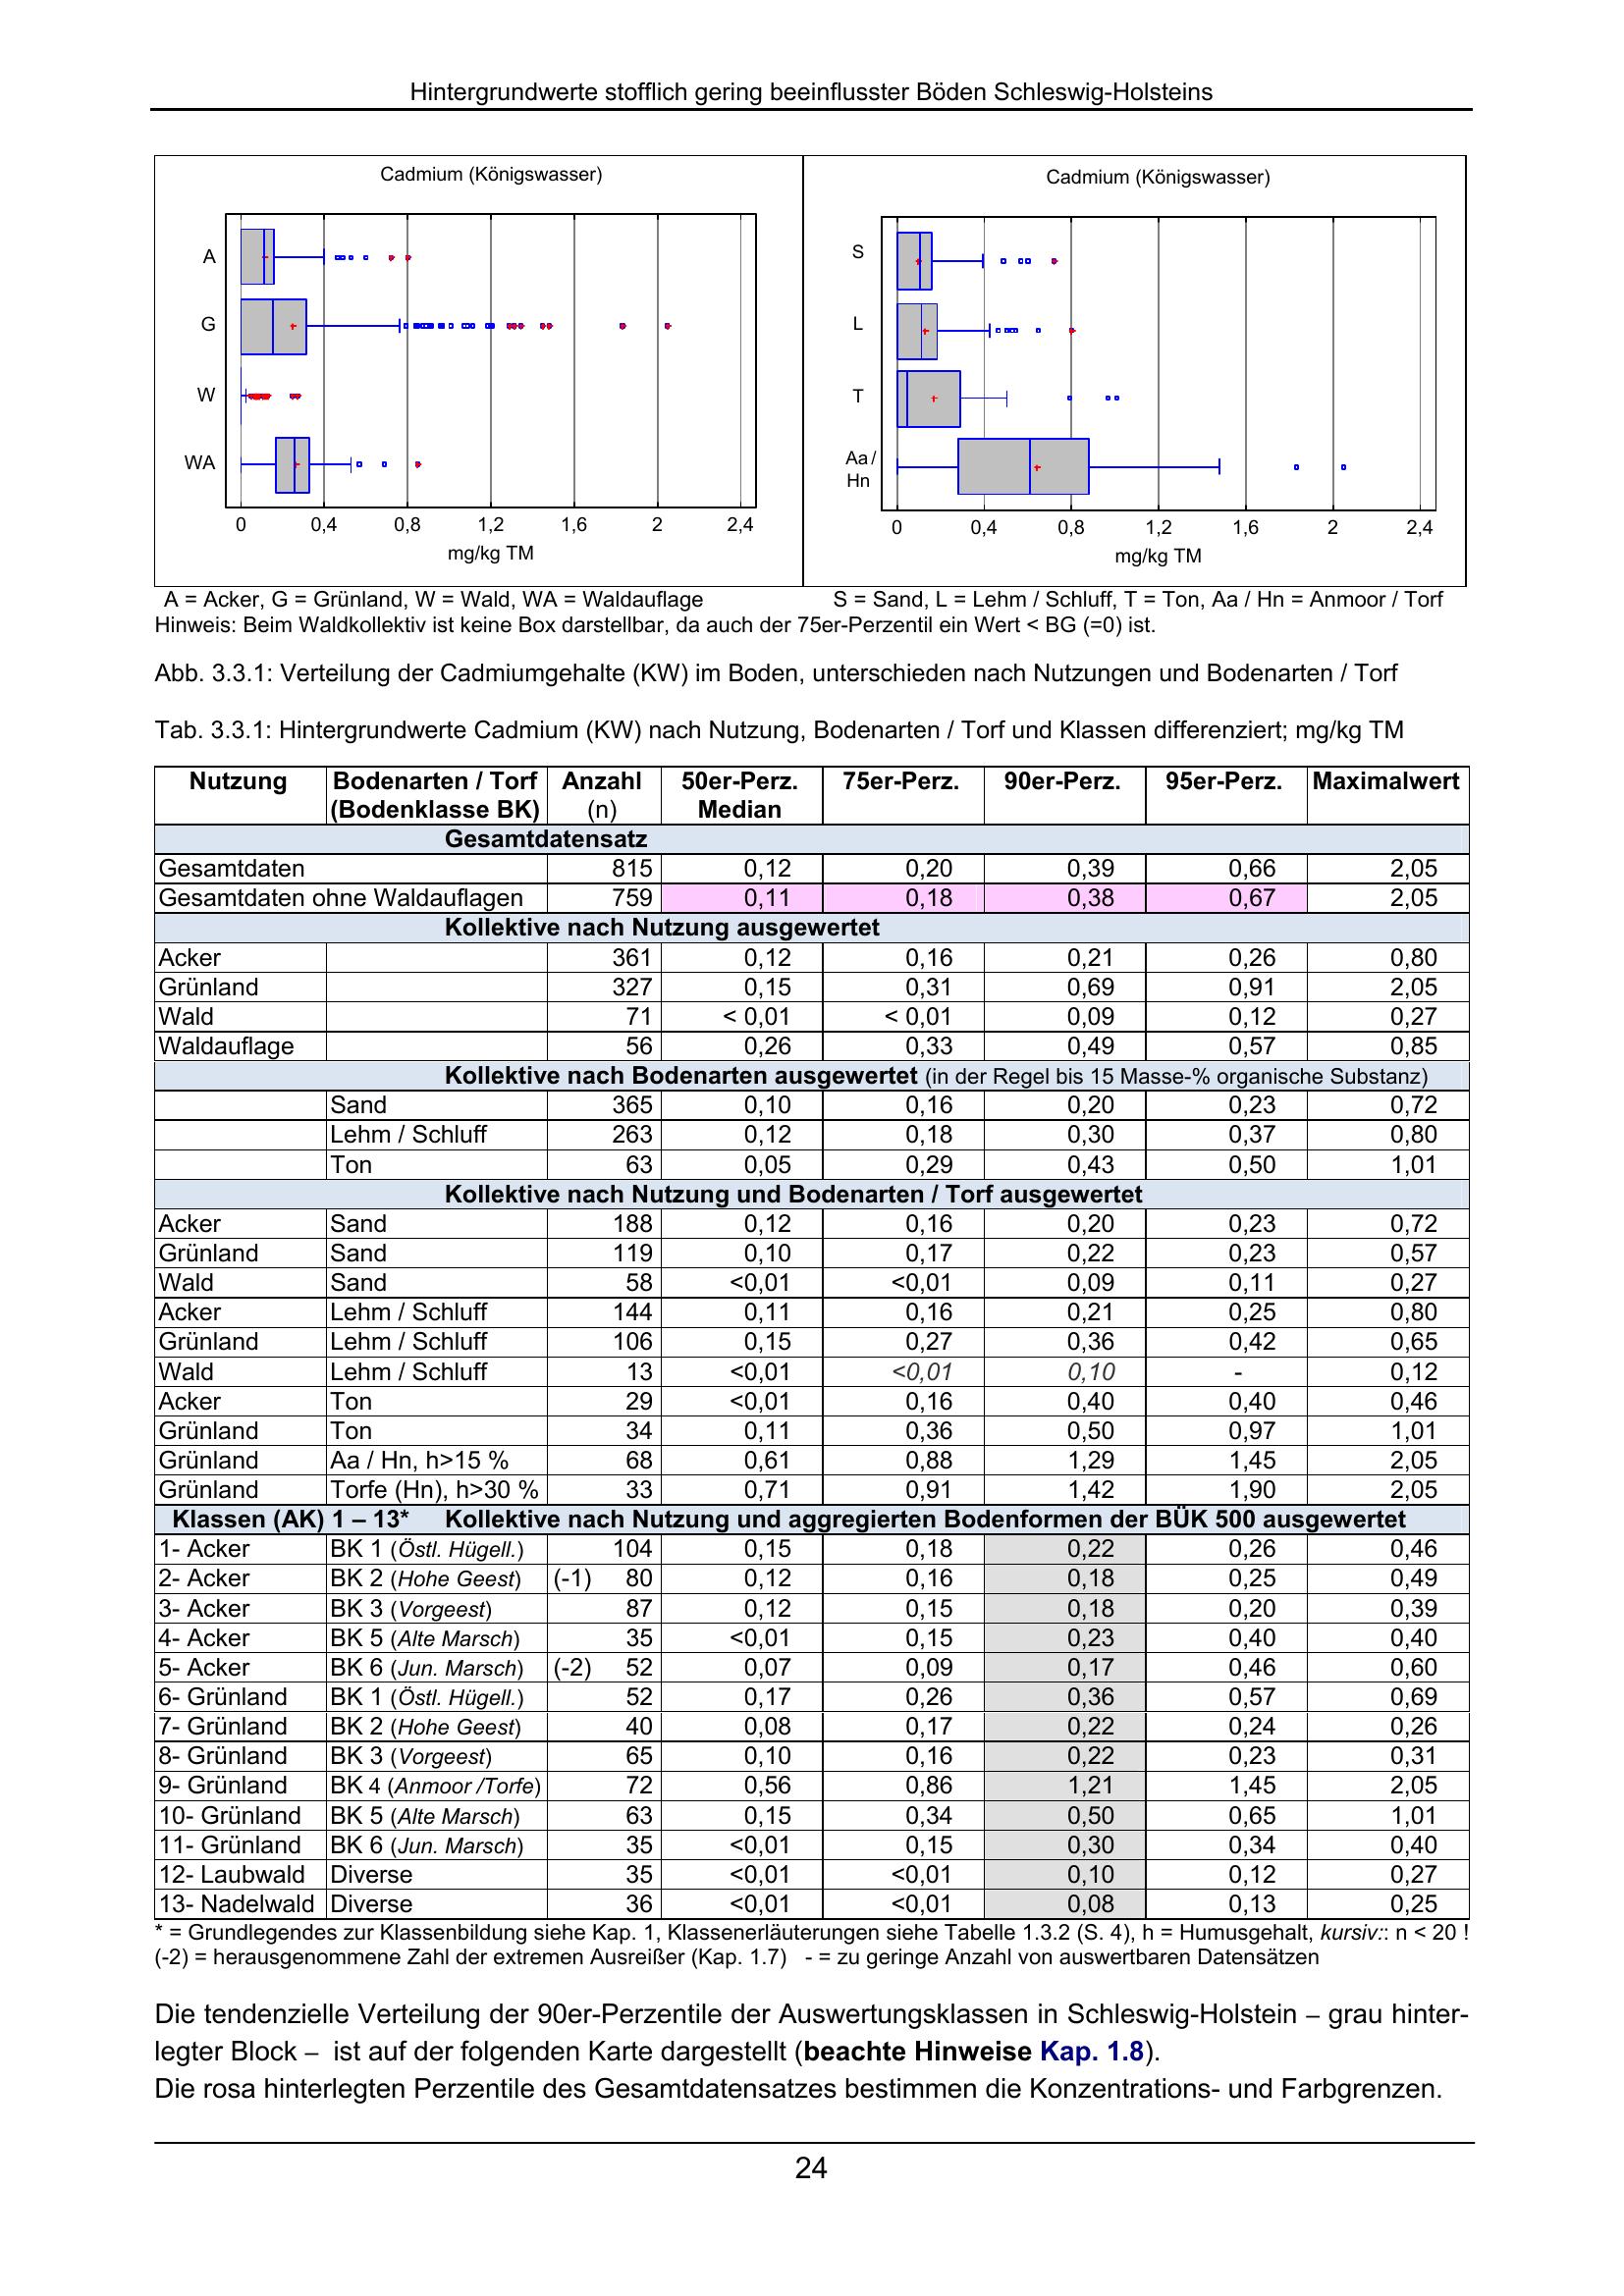 Hintergrundwerte stofflich gering beeinflusster Böden Schleswig-Holsteins
Cadmium (Königswasser)
A
G
W
WA
0 0,4 0,8 1,2 1,6 2 2,4
mg/kg TM
Cadmium (Königswasser)
S
L
T
Aa /
Hn
0 0,4 0,8 1,2 1,6 2 2,4
mg/kg TM
A = Acker, G = Grünland, W = Wald, WA = Waldauflage S = Sand, L = Lehm / Schluff, T = Ton, Aa / Hn = Anmoor / Torf
Hinweis: Beim Waldkollektiv ist keine Box darstellbar, da auch der 75er-Perzentil ein Wert < BG (=0) ist.
Abb. 3.3.1: Verteilung der Cadmiumgehalte (KW) im Boden, unterschieden nach Nutzungen und Bodenarten / Torf
Tab. 3.3.1: Hintergrundwerte Cadmium (KW) nach Nutzung, Bodenarten / Torf und Klassen differenziert; mg/kg TM
Nutzung Bodenarten / Torf Anzahl 50er-Perz. 75er-Perz. 90er-Perz. 95er-Perz. Maximalwert
(Bodenklasse BK) (n) Median
Gesamtdatensatz
Gesamtdaten 815 0,12 0,20 0,39 0,66 2,05
Gesamtdaten ohne Waldauflagen 759 0,11 0,18 0,38 0,67 2,05
Kollektive nach Nutzung ausgewertet
Acker 361 0,12 0,16 0,21 0,26 0,80
Grünland 327 0,15 0,31 0,69 0,91 2,05
Wald 71 < 0,01 < 0,01 0,09 0,12 0,27
Waldauflage 56 0,26 0,33 0,49 0,57 0,85
Kollektive nach Bodenarten ausgewertet (in der Regel bis 15 Masse-% organische Substanz)
Sand 365 0,10 0,16 0,20 0,23 0,72
Lehm / Schluff 263 0,12 0,18 0,30 0,37 0,80
Ton 63 0,05 0,29 0,43 0,50 1,01
Kollektive nach Nutzung und Bodenarten / Torf ausgewertet
Acker Sand 188 0,12 0,16 0,20 0,23 0,72
Grünland Sand 119 0,10 0,17 0,22 0,23 0,57
Wald Sand 58 <0,01 <0,01 0,09 0,11 0,27
Acker Lehm / Schluff 144 0,11 0,16 0,21 0,25 0,80
Grünland Lehm / Schluff 106 0,15 0,27 0,36 0,42 0,65
Wald Lehm / Schluff 13 <0,01 <0,01 0,10 - 0,12
Acker Ton 29 <0,01 0,16 0,40 0,40 0,46
Grünland Ton 34 0,11 0,36 0,50 0,97 1,01
Grünland Aa / Hn, h>15 % 68 0,61 0,88 1,29 1,45 2,05
Grünland Torfe (Hn), h>30 % 33 0,71 0,91 1,42 1,90 2,05
Klassen (AK) 1 – 13* Kollektive nach Nutzung und aggregierten Bodenformen der BÜK 500 ausgewertet
1- Acker BK 1 (Östl. Hügell.) 104 0,15 0,18 0,22 0,26 0,46
2- Acker BK 2 (Hohe Geest) (-1) 80 0,12 0,16 0,18 0,25 0,49
3- Acker BK 3 (Vorgeest) 87 0,12 0,15 0,18 0,20 0,39
4- Acker BK 5 (Alte Marsch) 35 <0,01 0,15 0,23 0,40 0,40
5- Acker BK 6 (Jun. Marsch) (-2) 52 0,07 0,09 0,17 0,46 0,60
6- Grünland BK 1 (Östl. Hügell.) 52 0,17 0,26 0,36 0,57 0,69
7- Grünland BK 2 (Hohe Geest) 40 0,08 0,17 0,22 0,24 0,26
8- Grünland BK 3 (Vorgeest) 65 0,10 0,16 0,22 0,23 0,31
9- Grünland BK 4 (Anmoor /Torfe) 72 0,56 0,86 1,21 1,45 2,05
10- Grünland BK 5 (Alte Marsch) 63 0,15 0,34 0,50 0,65 1,01
11- Grünland BK 6 (Jun. Marsch) 35 <0,01 0,15 0,30 0,34 0,40
12- Laubwald Diverse 35 <0,01 <0,01 0,10 0,12 0,27
13- Nadelwald Diverse 36 <0,01 <0,01 0,08 0,13 0,25
* = Grundlegendes zur Klassenbildung siehe Kap. 1, Klassenerläuterungen siehe Tabelle 1.3.2 (S. 4), h = Humusgehalt, kursiv:: n < 20 !
(-2) = herausgenommene Zahl der extremen Ausreißer (Kap. 1.7) - = zu geringe Anzahl von auswertbaren Datensätzen
Die tendenzielle Verteilung der 90er-Perzentile der Auswertungsklassen in Schleswig-Holstein – grau hinter-
legter Block – ist auf der folgenden Karte dargestellt (beachte Hinweise Kap. 1.8).
Die rosa hinterlegten Perzentile des Gesamtdatensatzes bestimmen die Konzentrations- und Farbgrenzen.
24